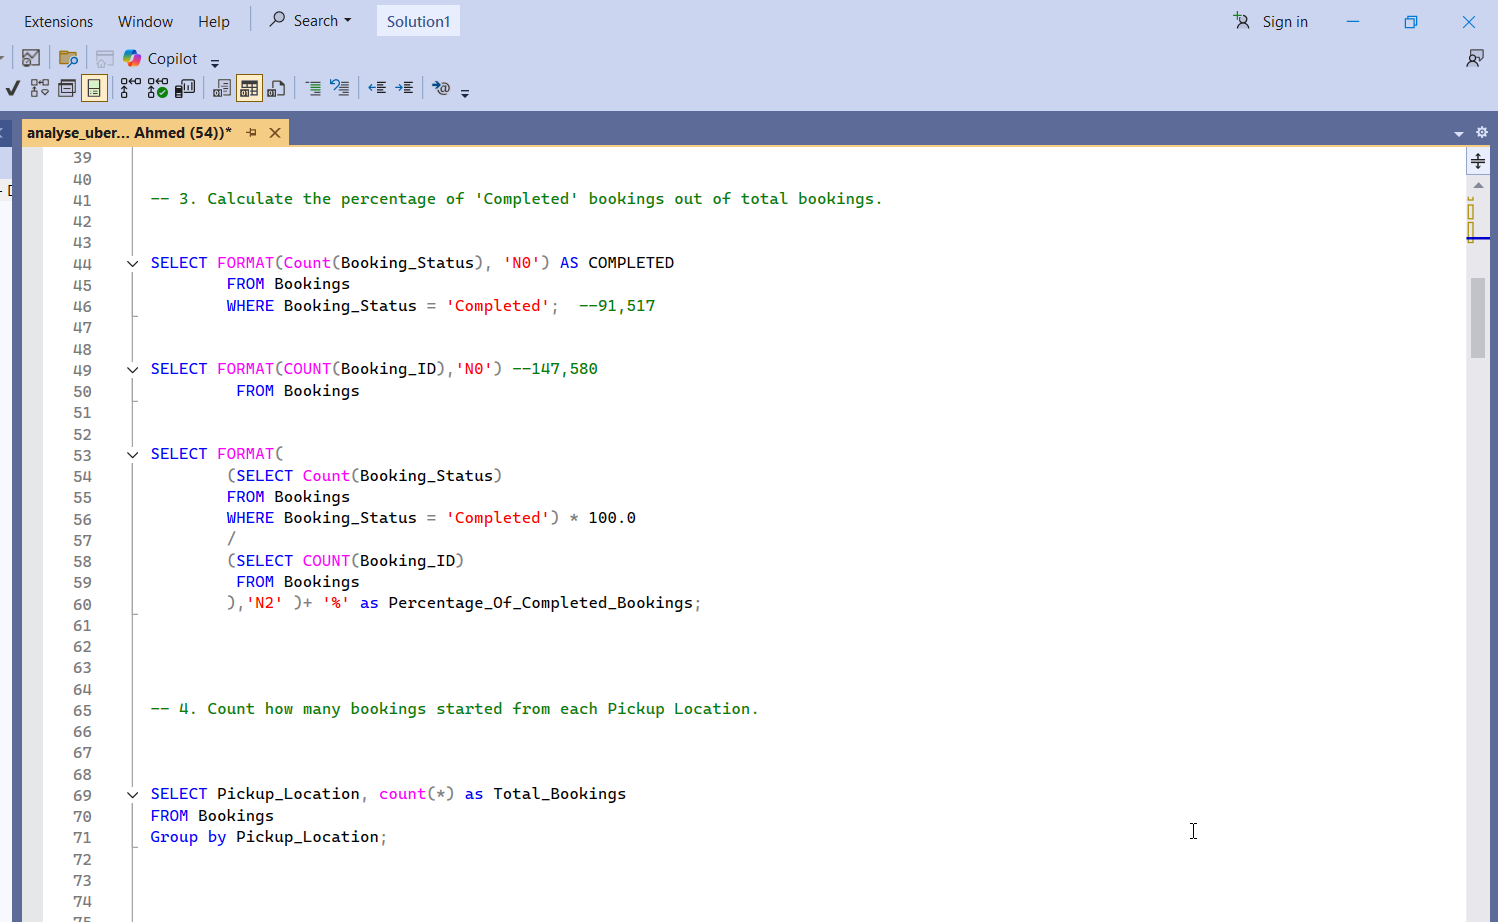 Extensions Window Help Search Solution1 Sign in
Copilot
analyse_uber... Ahmed (54))*
39
40
41 -- 3. Calculate the percentage of 'Completed' bookings out of total bookings.
42
43
44 SELECT FORMAT(Count(Booking_Status), 'N0') AS COMPLETED
45 FROM Bookings
46 WHERE Booking_Status = 'Completed'; --91,517
47
48
49 SELECT FORMAT(COUNT(Booking_ID),'N0') --147,580
50 FROM Bookings
51
52
53 SELECT FORMAT(
54 (SELECT Count(Booking_Status)
55 FROM Bookings
56 WHERE Booking_Status = 'Completed') * 100.0
57 /
58 (SELECT COUNT(Booking_ID)
59 FROM Bookings
60 ),'N2' )+ '%' as Percentage_Of_Completed_Bookings;
61
62
63
64
65 -- 4. Count how many bookings started from each Pickup Location.
66
67
68
69 SELECT Pickup_Location, count(*) as Total_Bookings
70 FROM Bookings
71 Group by Pickup_Location;
72
73
74